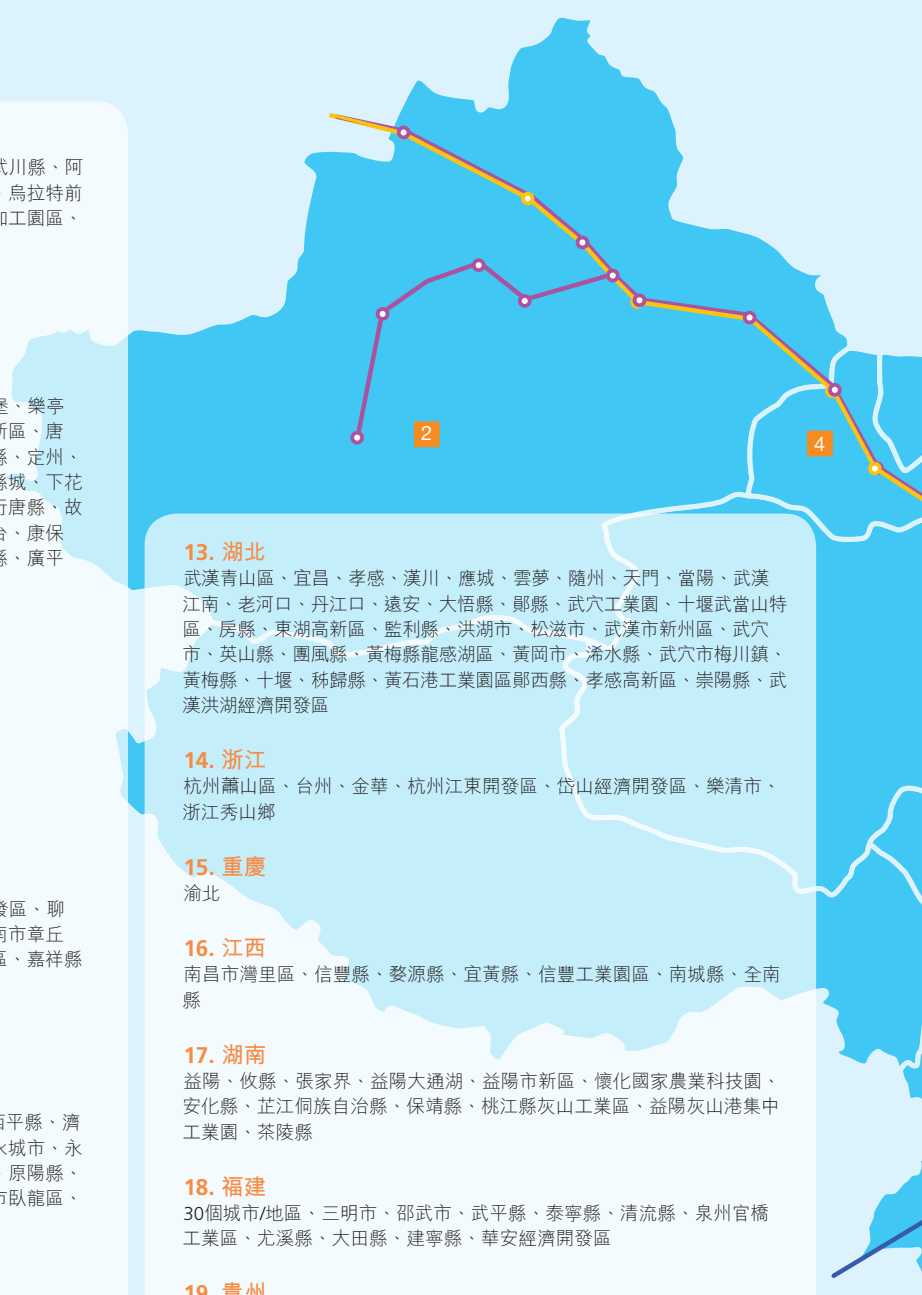 弍川縣、阿
、烏拉特前
加工園區、
堡、樂亭
新區、唐
縣、定州、
縣城、下花
行唐縣、故
台、康保
縣、廣平
發區、聊
南市章丘
區、嘉祥縣
西平縣、濟
永城市、永
、原陽縣、
市臥龍區、
2
4
13. 湖北
武漢青山區、宜昌、孝感、漢川、應城、雲夢、隨州、天門、當陽、武漢
江南、老河口、丹江口、遠安、大悟縣、鄖縣、武穴工業園、十堰武當山特
區、房縣、東湖高新區、監利縣、洪湖市、松滋市、武漢市新州區、武穴
市、英山縣、團風縣、黃梅縣龍感湖區、黃岡市、浠水縣、武穴市梅川鎮、
黃梅縣、十堰、秭歸縣、黃石港工業園區鄖西縣、孝感高新區、崇陽縣、武
漢洪湖經濟開發區
14. 浙江
杭州蕭山區、台州、金華、杭州江東開發區、岱山經濟開發區、樂清市、
浙江秀山鄉
15. 重慶
渝北
16. 江西
南昌市灣里區、信豐縣、婺源縣、宜黃縣、信豐工業園區、南城縣、全南
縣
17. 湖南
益陽、攸縣、張家界、益陽大通湖、益陽市新區、懷化國家農業科技園、
安化縣、芷江侗族自治縣、保靖縣、桃江縣灰山工業區、益陽灰山港集中
工業園、茶陵縣
18. 福建
30個城市/地區、三明市、邵武市、武平縣、泰寧縣、清流縣、泉州官橋
工業區、尤溪縣、大田縣、建寧縣、華安經濟開發區
19. 貴州